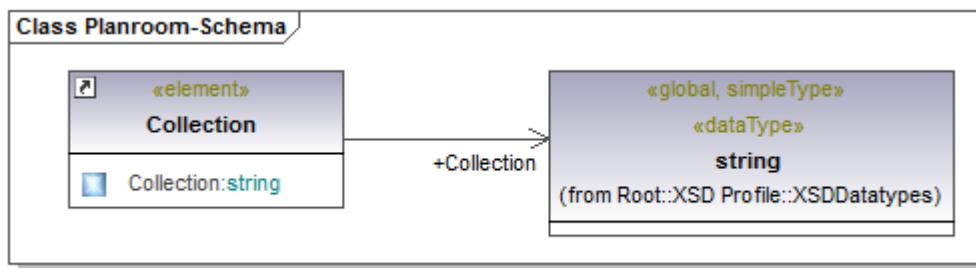 Class Planroom-Schema
«element»
Collection
Collection:string
+Collection
«global, simpleType»
«dataType»
string
(from Root::XSD Profile::XSDDatatypes)